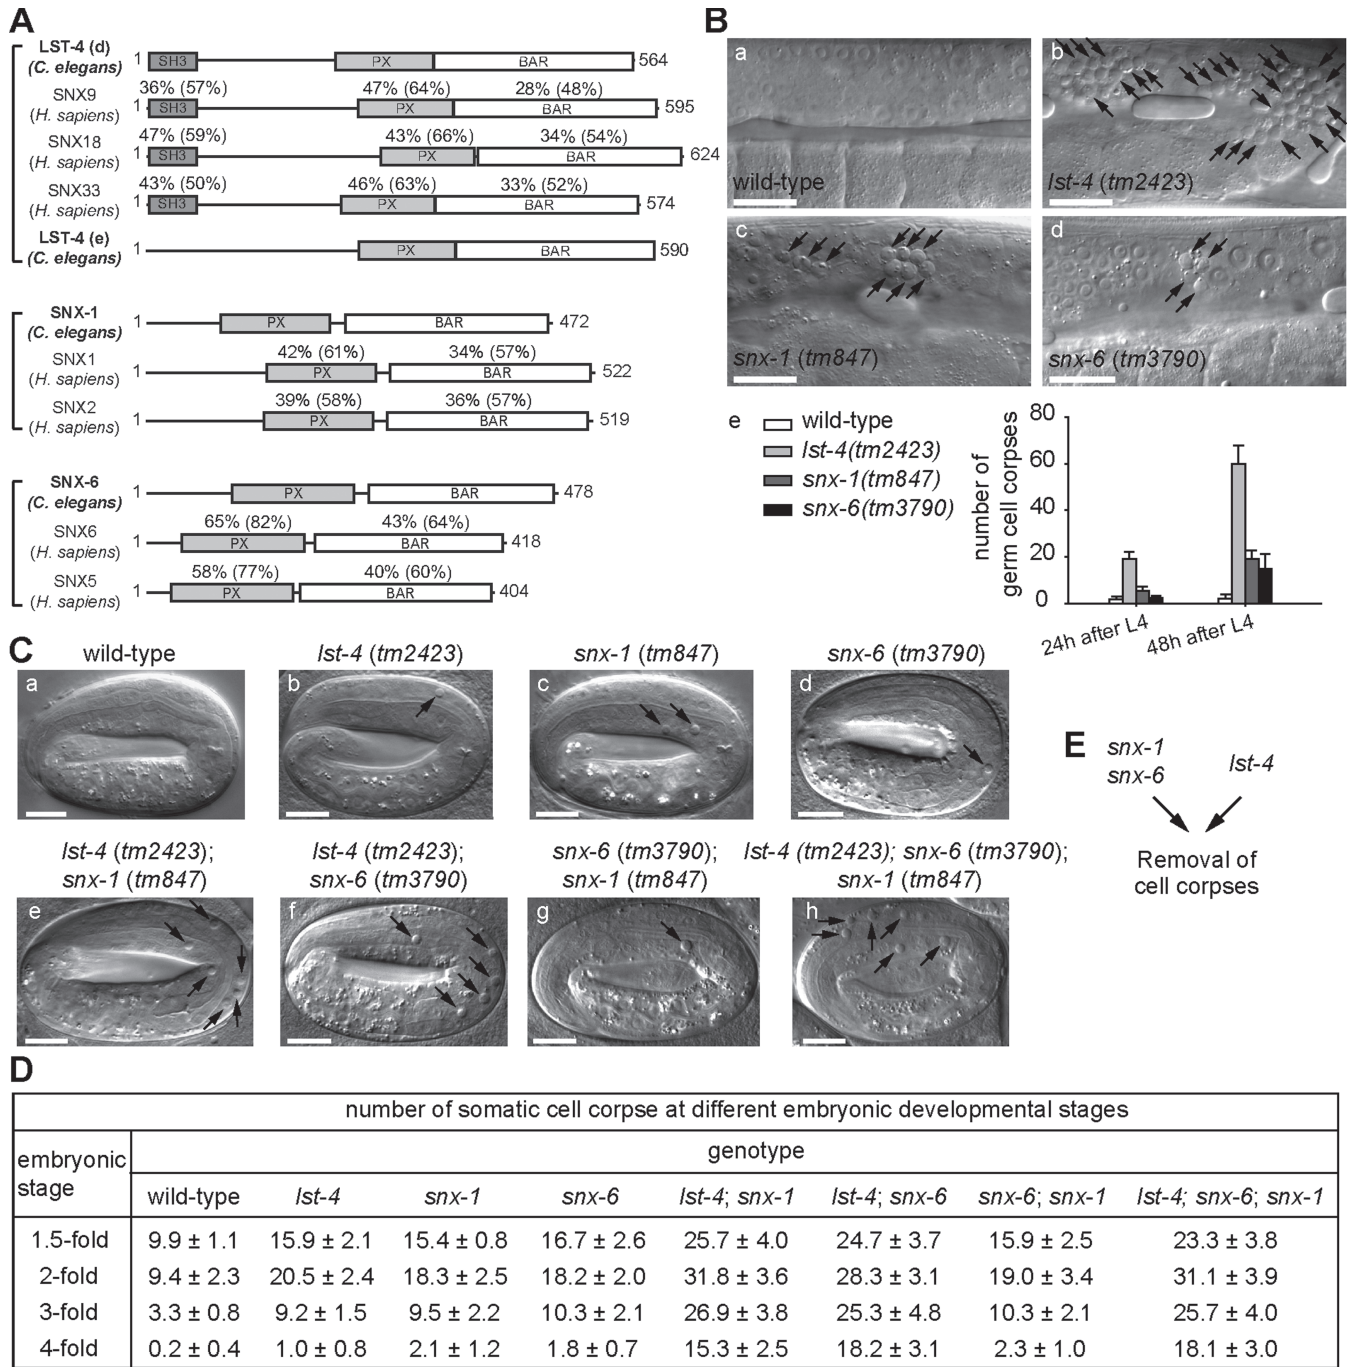 A
LST-4 (d)
(C. elegans)
1 SH3 PX BAR 564
36% (57%) 47% (64%) 28% (48%)
SNX9
(H. sapiens)
1 SH3 PX BAR 595
47% (59%) 43% (66%) 34% (54%)
SNX18
(H. sapiens)
1 SH3 PX BAR 624
43% (50%) 46% (63%) 33% (52%)
SNX33
(H. sapiens)
1 SH3 PX BAR 574
LST-4 (e)
(C. elegans)
1 PX BAR 590
SNX-1
(C. elegans)
1 PX BAR 472
42% (61%) 34% (57%)
SNX1
(H. sapiens)
1 PX BAR 522
39% (58%) 36% (57%)
SNX2
(H. sapiens)
1 PX BAR 519
SNX-6
(C. elegans)
1 PX BAR 478
65% (82%) 43% (64%)
SNX6
(H. sapiens)
1 PX BAR 418
58% (77%) 40% (60%)
SNX5
(H. sapiens)
1 PX BAR 404
B
a
wild-type
b
lst-4 (tm2423)
c
snx-1 (tm847)
d
snx-6 (tm3790)
e
wild-type
lst-4(tm2423)
snx-1(tm847)
snx-6(tm3790)
number of
germ cell corpses
80
60
40
20
0
24h after L4
48h after L4
C
wild-type
a
lst-4 (tm2423)
b
snx-1 (tm847)
c
snx-6 (tm3790)
d
lst-4 (tm2423);
snx-1 (tm847)
e
lst-4 (tm2423);
snx-6 (tm3790)
f
snx-6 (tm3790);
snx-1 (tm847)
g
lst-4 (tm2423); snx-6 (tm3790);
snx-1 (tm847)
h
E
snx-1
snx-6
lst-4
Removal of
cell corpses
D
number of somatic cell corpse at different embryonic developmental stages
embryonic
stage
genotype
wild-type lst-4 snx-1 snx-6 lst-4; snx-1 lst-4; snx-6 snx-6; snx-1 lst-4; snx-6; snx-1
1.5-fold 9.9 ± 1.1 15.9 ± 2.1 15.4 ± 0.8 16.7 ± 2.6 25.7 ± 4.0 24.7 ± 3.7 15.9 ± 2.5 23.3 ± 3.8
2-fold 9.4 ± 2.3 20.5 ± 2.4 18.3 ± 2.5 18.2 ± 2.0 31.8 ± 3.6 28.3 ± 3.1 19.0 ± 3.4 31.1 ± 3.9
3-fold 3.3 ± 0.8 9.2 ± 1.5 9.5 ± 2.2 10.3 ± 2.1 26.9 ± 3.8 25.3 ± 4.8 10.3 ± 2.1 25.7 ± 4.0
4-fold 0.2 ± 0.4 1.0 ± 0.8 2.1 ± 1.2 1.8 ± 0.7 15.3 ± 2.5 18.2 ± 3.1 2.3 ± 1.0 18.1 ± 3.0